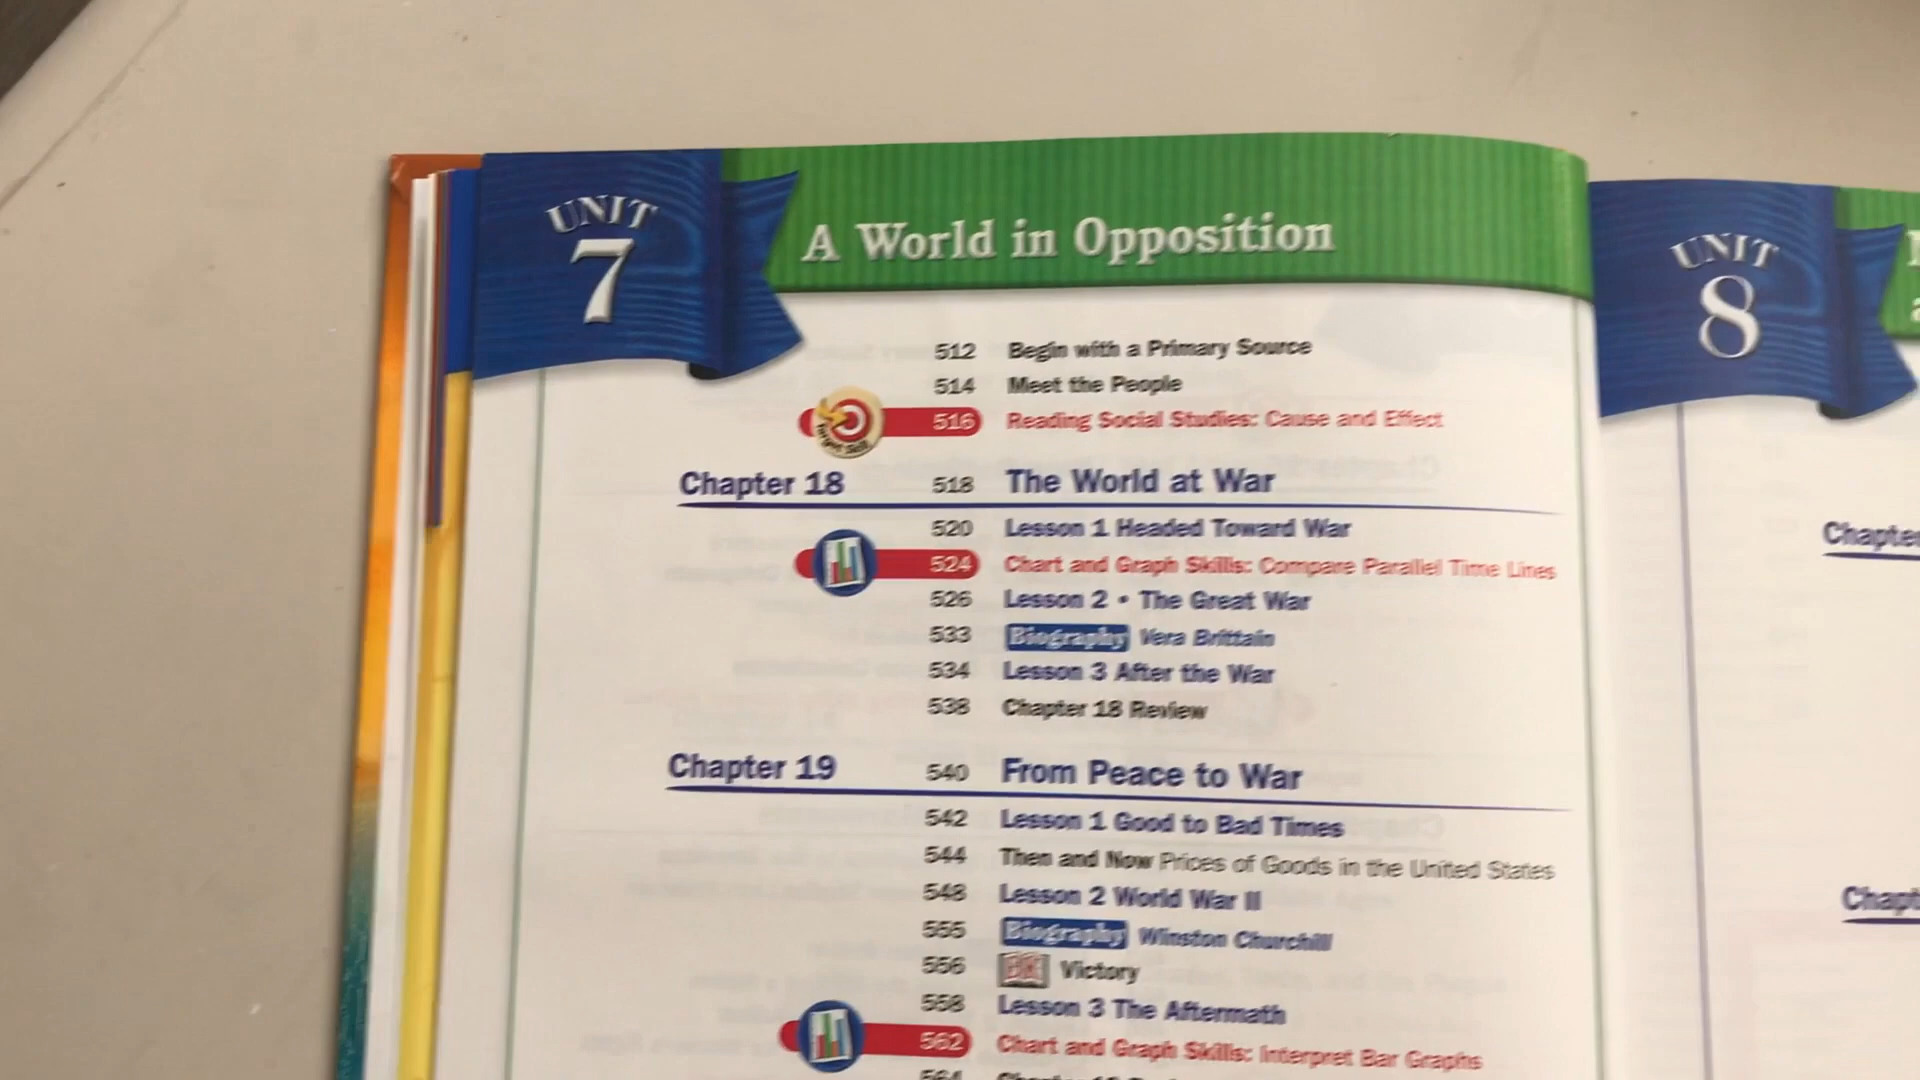 UNIT
7
A World in Opposition
512 Begin with a Primary Source
514 Meet the People
Target Skill
516 Reading Social Studies: Cause and Effect
Chapter 18 518 The World at War
520 Lesson 1 Headed Toward War
524 Chart and Graph Skills: Compare Parallel Time Lines
526 Lesson 2 • The Great War
533 Biography Vera Brittain
534 Lesson 3 After the War
538 Chapter 18 Review
Chapter 19 540 From Peace to War
542 Lesson 1 Good to Bad Times
544 Then and Now Prices of Goods in the United States
548 Lesson 2 World War II
555 Biography Winston Churchill
556 DK Victory
558 Lesson 3 The Aftermath
562 Chart and Graph Skills: Interpret Bar Graphs
564
UNIT
8